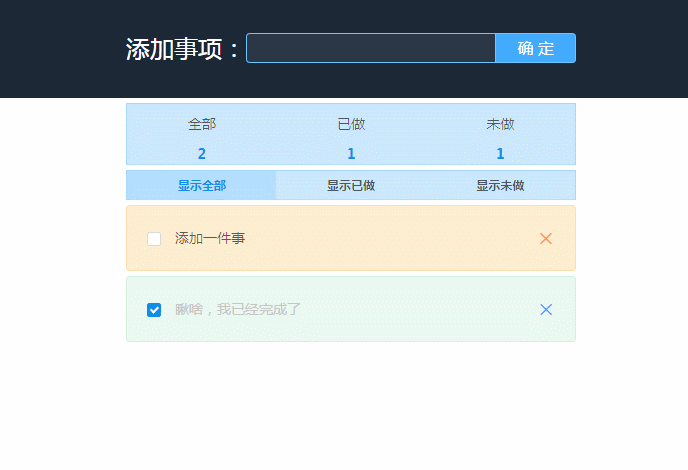 添加事项：
确定
全部 已做 未做
2 1 1
显示全部 显示已做 显示未做
添加一件事
瞅啥，我已经完成了